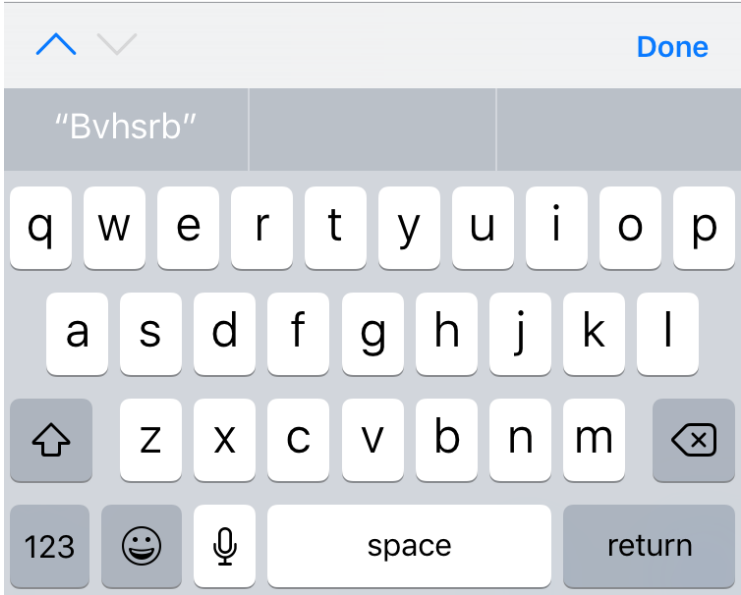 Done
“Bvhsrb”
q w e r t y u i o p
a s d f g h j k l
z x c v b n m
123 space return